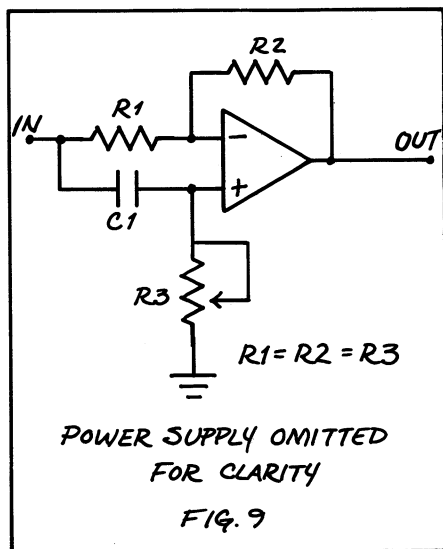 R2
R1
IN
-
OUT
+
C1
R3
R1 = R2 = R3
POWER SUPPLY OMITTED
FOR CLARITY
FIG. 9